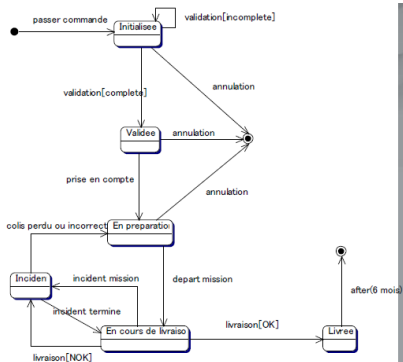 passer commande
Initialisee
validation[incomplete]
validation[complete]
annulation
Validee
annulation
prise en compte
annulation
colis perdu ou incorrect
En preparation
Inciden
incident mission
depart mission
after(6 mois)
incident termine
En cours de livraiso
livraison[OK]
Livree
livraison[NOK]